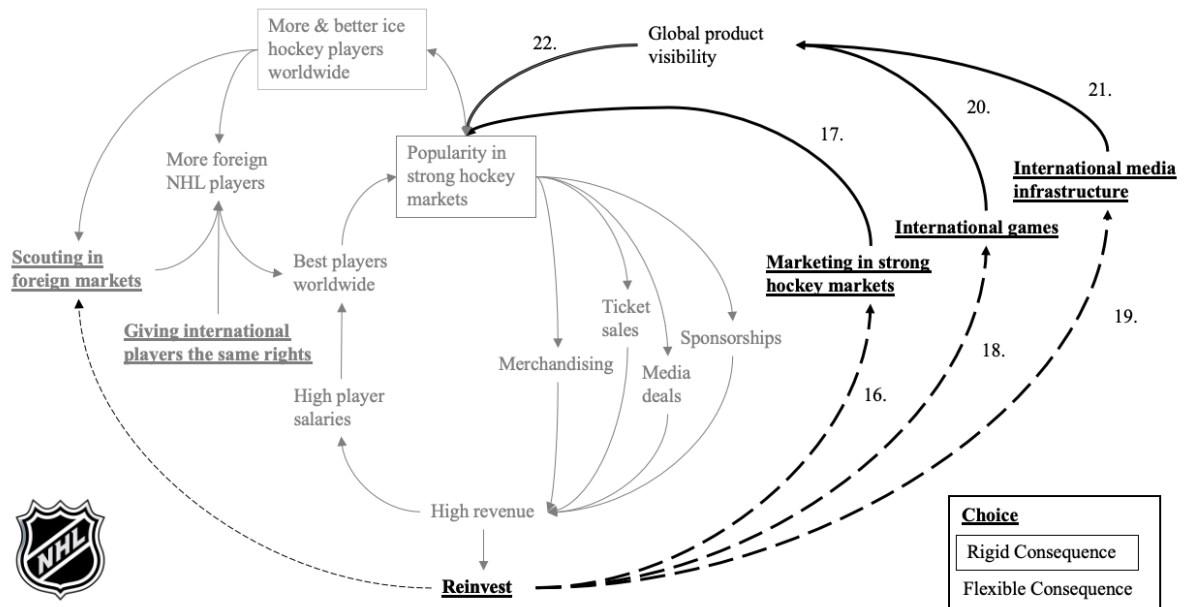 More & better ice
hockey players
worldwide
22.
Global product
visibility
21.
20.
17.
More foreign
NHL players
Popularity in
strong hockey
markets
International media
infrastructure
International games
Scouting in
foreign markets
Best players
worldwide
Marketing in strong
hockey markets
Giving international
players the same rights
Ticket
sales
Sponsorships
19.
18.
Merchandising
Media
deals
16.
High player
salaries
High revenue
Reinvest
NHL
Choice
Rigid Consequence
Flexible Consequence